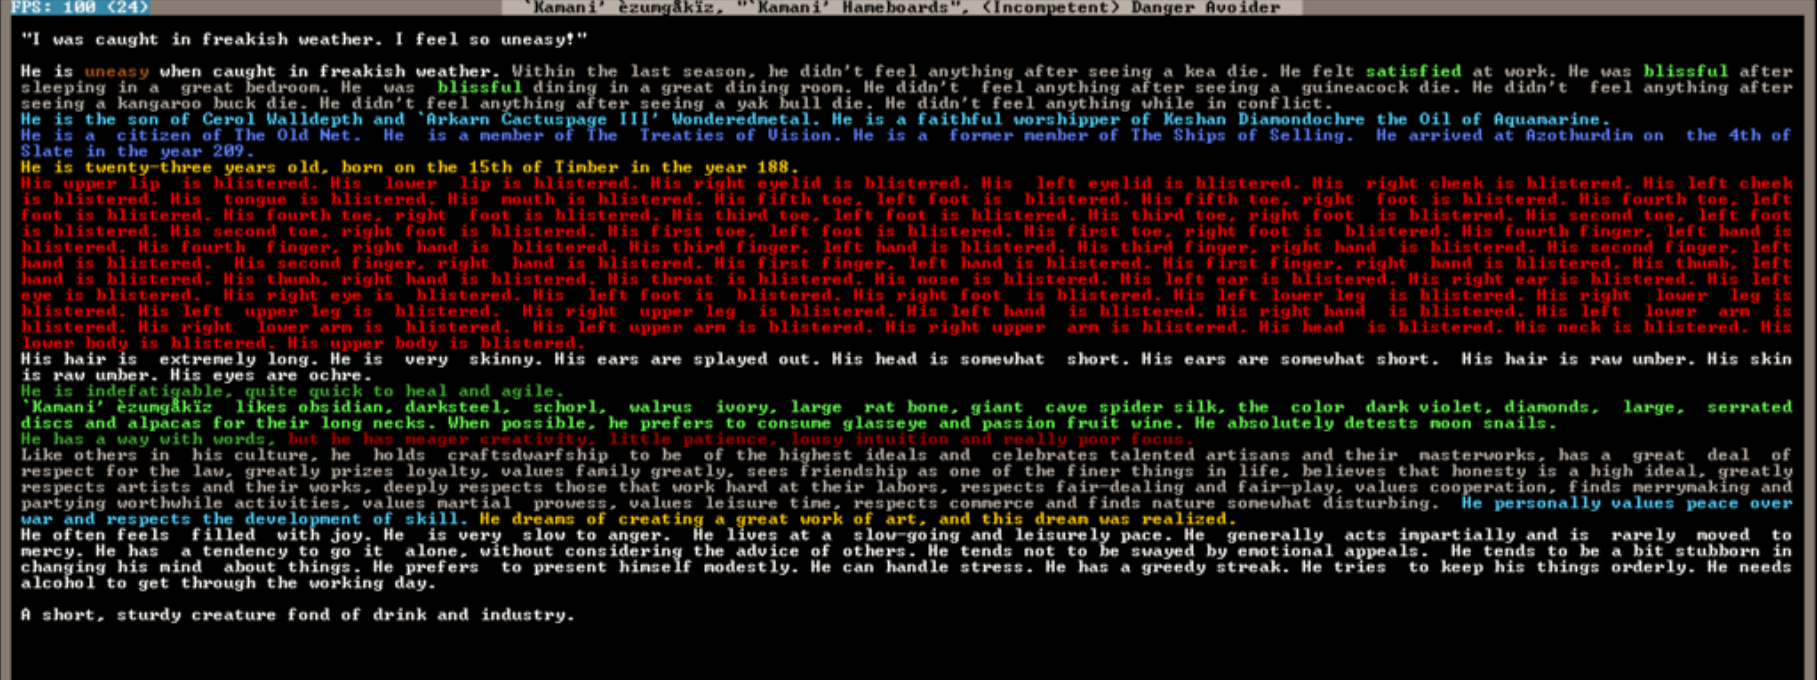 FPS: 100 (24)
`Kamani' èzumgåkïz, "`Kamani' Hameboards", (Incompetent) Danger Avoider
"I was caught in freakish weather. I feel so uneasy!"
He is uneasy when caught in freakish weather. Within the last season, he didn't feel anything after seeing a kea die. He felt satisfied at work. He was blissful after
sleeping in a great bedroom. He was blissful dining in a great dining room. He didn't feel anything after seeing a guineacock die. He didn't feel anything after
seeing a kangaroo buck die. He didn't feel anything after seeing a yak bull die. He didn't feel anything while in conflict.
He is the son of Cerol Walldepth and `Arkarn Cactuspage III' Wonderedmetal. He is a faithful worshipper of Keshan Diamondochre the Oil of Aquamarine.
He is a citizen of The Old Net. He is a member of The Treaties of Vision. He is a former member of The Ships of Selling. He arrived at Azothurdim on the 4th of
Slate in the year 209.
He is twenty-three years old, born on the 15th of Timber in the year 188.
His upper lip is blistered. His lower lip is blistered. His right eyelid is blistered. His left eyelid is blistered. His right cheek is blistered. His left cheek
is blistered. His tongue is blistered. His mouth is blistered. His fifth toe, left foot is blistered. His fifth toe, right foot is blistered. His fourth toe, left
foot is blistered. His fourth toe, right foot is blistered. His third toe, left foot is blistered. His third toe, right foot is blistered. His second toe, left foot
is blistered. His second toe, right foot is blistered. His first toe, left foot is blistered. His first toe, right foot is blistered. His fourth finger, left hand is
blistered. His fourth finger, right hand is blistered. His third finger, left hand is blistered. His third finger, right hand is blistered. His second finger, left
hand is blistered. His second finger, right hand is blistered. His first finger, left hand is blistered. His first finger, right hand is blistered. His thumb, left
hand is blistered. His thumb, right hand is blistered. His throat is blistered. His nose is blistered. His left ear is blistered. His right ear is blistered. His left
eye is blistered. His right eye is blistered. His left foot is blistered. His right foot is blistered. His left lower leg is blistered. His right lower leg is
blistered. His left upper leg is blistered. His right upper leg is blistered. His left hand is blistered. His right hand is blistered. His left lower arm is
blistered. His right lower arm is blistered. His left upper arm is blistered. His right upper arm is blistered. His head is blistered. His neck is blistered. His
lower body is blistered. His upper body is blistered.
His hair is extremely long. He is very skinny. His ears are splayed out. His head is somewhat short. His ears are somewhat short. His hair is raw umber. His skin
is raw umber. His eyes are ochre.
He is indefatigable, quite quick to heal and agile.
`Kamani' èzumgåkïz likes obsidian, darksteel, schorl, walrus ivory, large rat bone, giant cave spider silk, the color dark violet, diamonds, large, serrated
discs and alpacas for their long necks. When possible, he prefers to consume glasseye and passion fruit wine. He absolutely detests moon snails.
He has a way with words, but he has meager creativity, little patience, lousy intuition and really poor focus.
Like others in his culture, he holds craftsdwarfship to be of the highest ideals and celebrates talented artisans and their masterworks, has a great deal of
respect for the law, greatly prizes loyalty, values family greatly, sees friendship as one of the finer things in life, believes that honesty is a high ideal, greatly
respects artists and their works, deeply respects those that work hard at their labors, respects fair-dealing and fair-play, values cooperation, finds merrymaking and
partying worthwhile activities, values martial prowess, values leisure time, respects commerce and finds nature somewhat disturbing. He personally values peace over
war and respects the development of skill. He dreams of creating a great work of art, and this dream was realized.
He often feels filled with joy. He is very slow to anger. He lives at a slow-going and leisurely pace. He generally acts impartially and is rarely moved to
mercy. He has a tendency to go it alone, without considering the advice of others. He tends not to be swayed by emotional appeals. He tends to be a bit stubborn in
changing his mind about things. He prefers to present himself modestly. He can handle stress. He has a greedy streak. He tries to keep his things orderly. He needs
alcohol to get through the working day.
A short, sturdy creature fond of drink and industry.